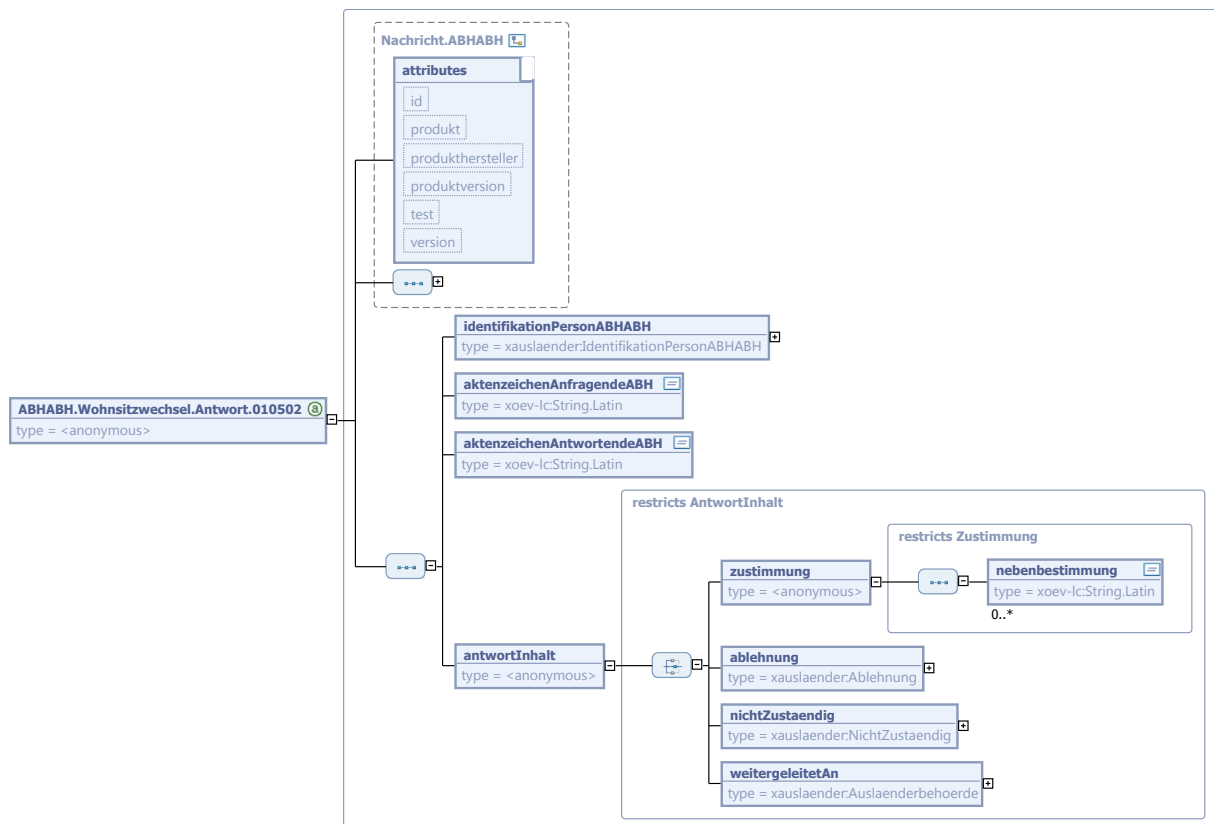 Nachricht.ABHABH
attributes
id
produkt
produkthersteller
produktversion
test
version
identifikationPersonABHABH
type = xauslaender:IdentifikationPersonABHABH
aktenzeichenAnfragendeABH
type = xoev-lc:String.Latin
ABHABH.Wohnsitzwechsel.Antwort.010502
type = <anonymous>
aktenzeichenAntwortendeABH
type = xoev-lc:String.Latin
restricts AntwortInhalt
restricts Zustimmung
zustimmung
type = <anonymous>
nebenbestimmung
type = xoev-lc:String.Latin
0..*
antwortInhalt
type = <anonymous>
ablehnung
type = xauslaender:Ablehnung
nichtZustaendig
type = xauslaender:NichtZustaendig
weitergeleitetAn
type = xauslaender:Auslaenderbehoerde